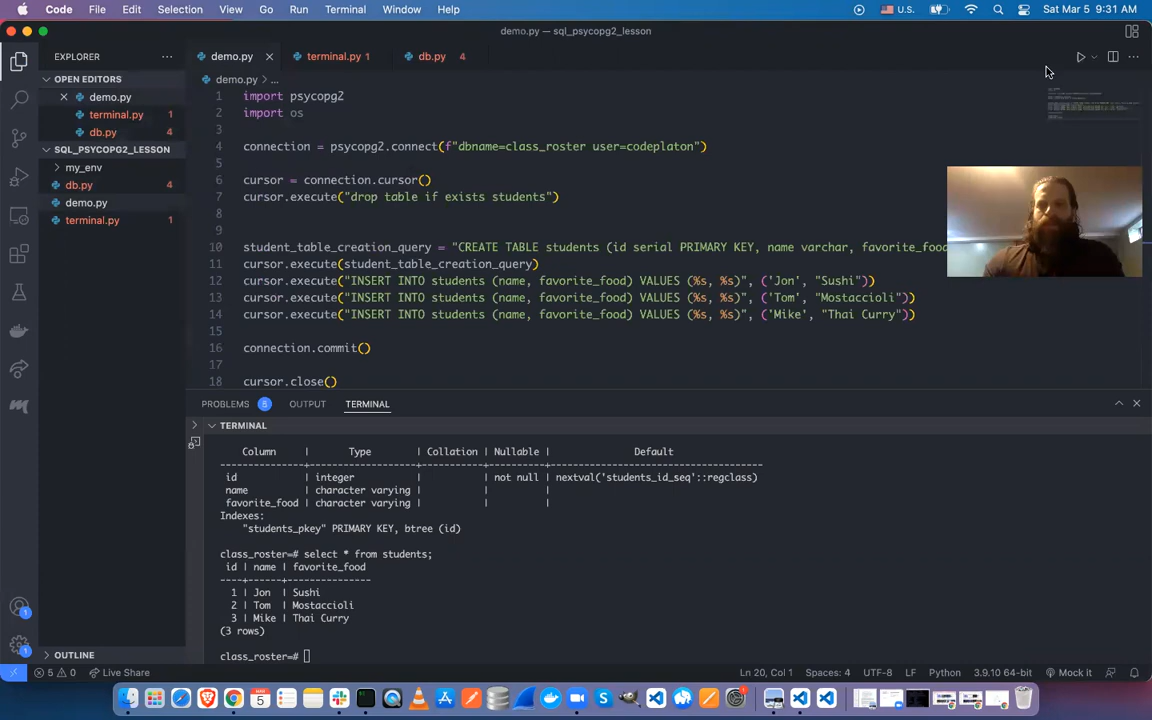 Code File Edit Selection View Go Run Terminal Window Help U.S. Sat Mar 5 9:31 AM
demo.py — sql_psycopg2_lesson
EXPLORER ... demo.py terminal.py 1 db.py 4
OPEN EDITORS
demo.py
terminal.py 1
db.py 4
SQL_PSYCOPG2_LESSON
my_env
db.py 4
demo.py
terminal.py 1
OUTLINE
demo.py > ...
1 import psycopg2
2 import os
3
4 connection = psycopg2.connect(f"dbname=class_roster user=codeplaton")
5
6 cursor = connection.cursor()
7 cursor.execute("drop table if exists students")
8
9
10 student_table_creation_query = "CREATE TABLE students (id serial PRIMARY KEY, name varchar, favorite_food
11 cursor.execute(student_table_creation_query)
12 cursor.execute("INSERT INTO students (name, favorite_food) VALUES (%s, %s)", ('Jon', "Sushi"))
13 cursor.execute("INSERT INTO students (name, favorite_food) VALUES (%s, %s)", ('Tom', "Mostaccioli"))
14 cursor.execute("INSERT INTO students (name, favorite_food) VALUES (%s, %s)", ('Mike', "Thai Curry"))
15
16 connection.commit()
17
18 cursor.close()
PROBLEMS 5 OUTPUT TERMINAL
TERMINAL
Column | Type | Collation | Nullable | Default
---------------+-------------------+-----------+----------+--------------------------------------
id | integer | | not null | nextval('students_id_seq'::regclass)
name | character varying | | |
favorite_food | character varying | | |
Indexes:
"students_pkey" PRIMARY KEY, btree (id)
class_roster=# select * from students;
id | name | favorite_food
----+------+---------------
1 | Jon | Sushi
2 | Tom | Mostaccioli
3 | Mike | Thai Curry
(3 rows)
class_roster=#
5 0 Live Share Ln 20, Col 1 Spaces: 4 UTF-8 LF Python 3.9.10 64-bit Mock it